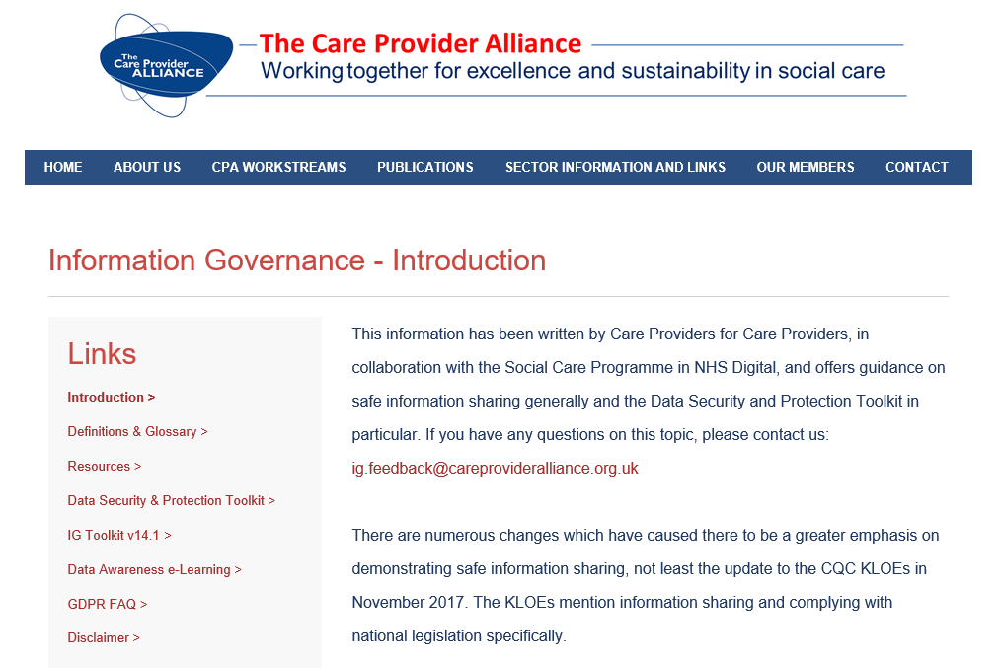 The
Care Provider
ALLIANCE
The Care Provider Alliance
Working together for excellence and sustainability in social care
HOME ABOUT US CPA WORKSTREAMS PUBLICATIONS SECTOR INFORMATION AND LINKS OUR MEMBERS CONTACT
Information Governance - Introduction
Links
Introduction >
Definitions & Glossary >
Resources >
Data Security & Protection Toolkit >
IG Toolkit v14.1 >
Data Awareness e-Learning >
GDPR FAQ >
Disclaimer >
This information has been written by Care Providers for Care Providers, in
collaboration with the Social Care Programme in NHS Digital, and offers guidance on
safe information sharing generally and the Data Security and Protection Toolkit in
particular. If you have any questions on this topic, please contact us:
ig.feedback@careprovideralliance.org.uk
There are numerous changes which have caused there to be a greater emphasis on
demonstrating safe information sharing, not least the update to the CQC KLOEs in
November 2017. The KLOEs mention information sharing and complying with
national legislation specifically.